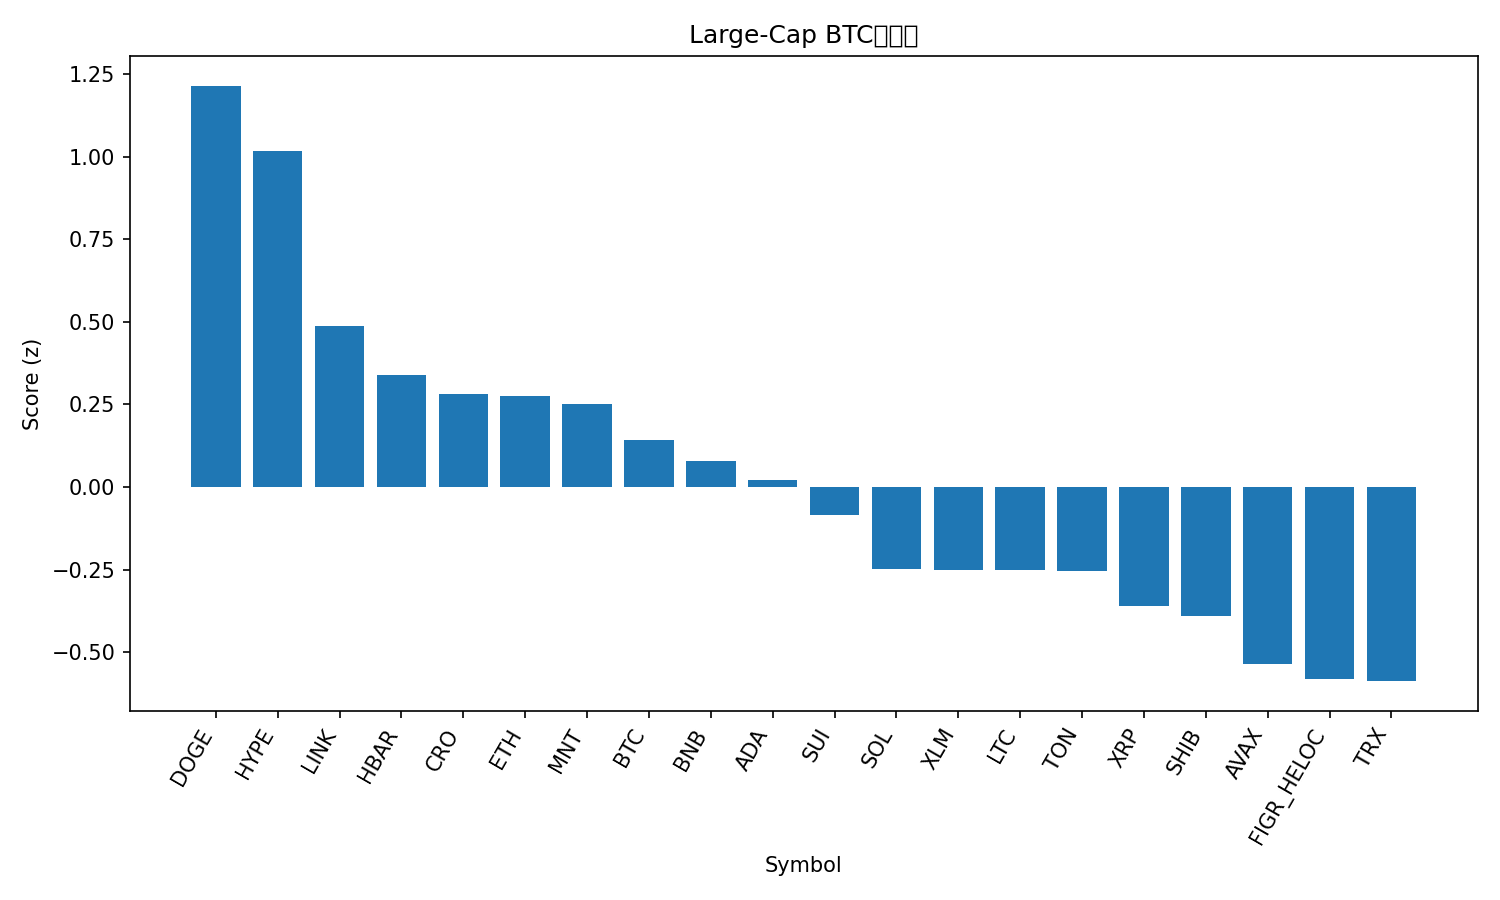 Large-Cap BTC
1.25
1.00
0.75
0.50
0.25
0.00
−0.25
−0.50
Score (z)
DOGE
HYPE
LINK
HBAR
CRO
ETH
MNT
BTC
BNB
ADA
SUI
SOL
XLM
LTC
TON
XRP
SHIB
AVAX
FIGR_HELOC
TRX
Symbol